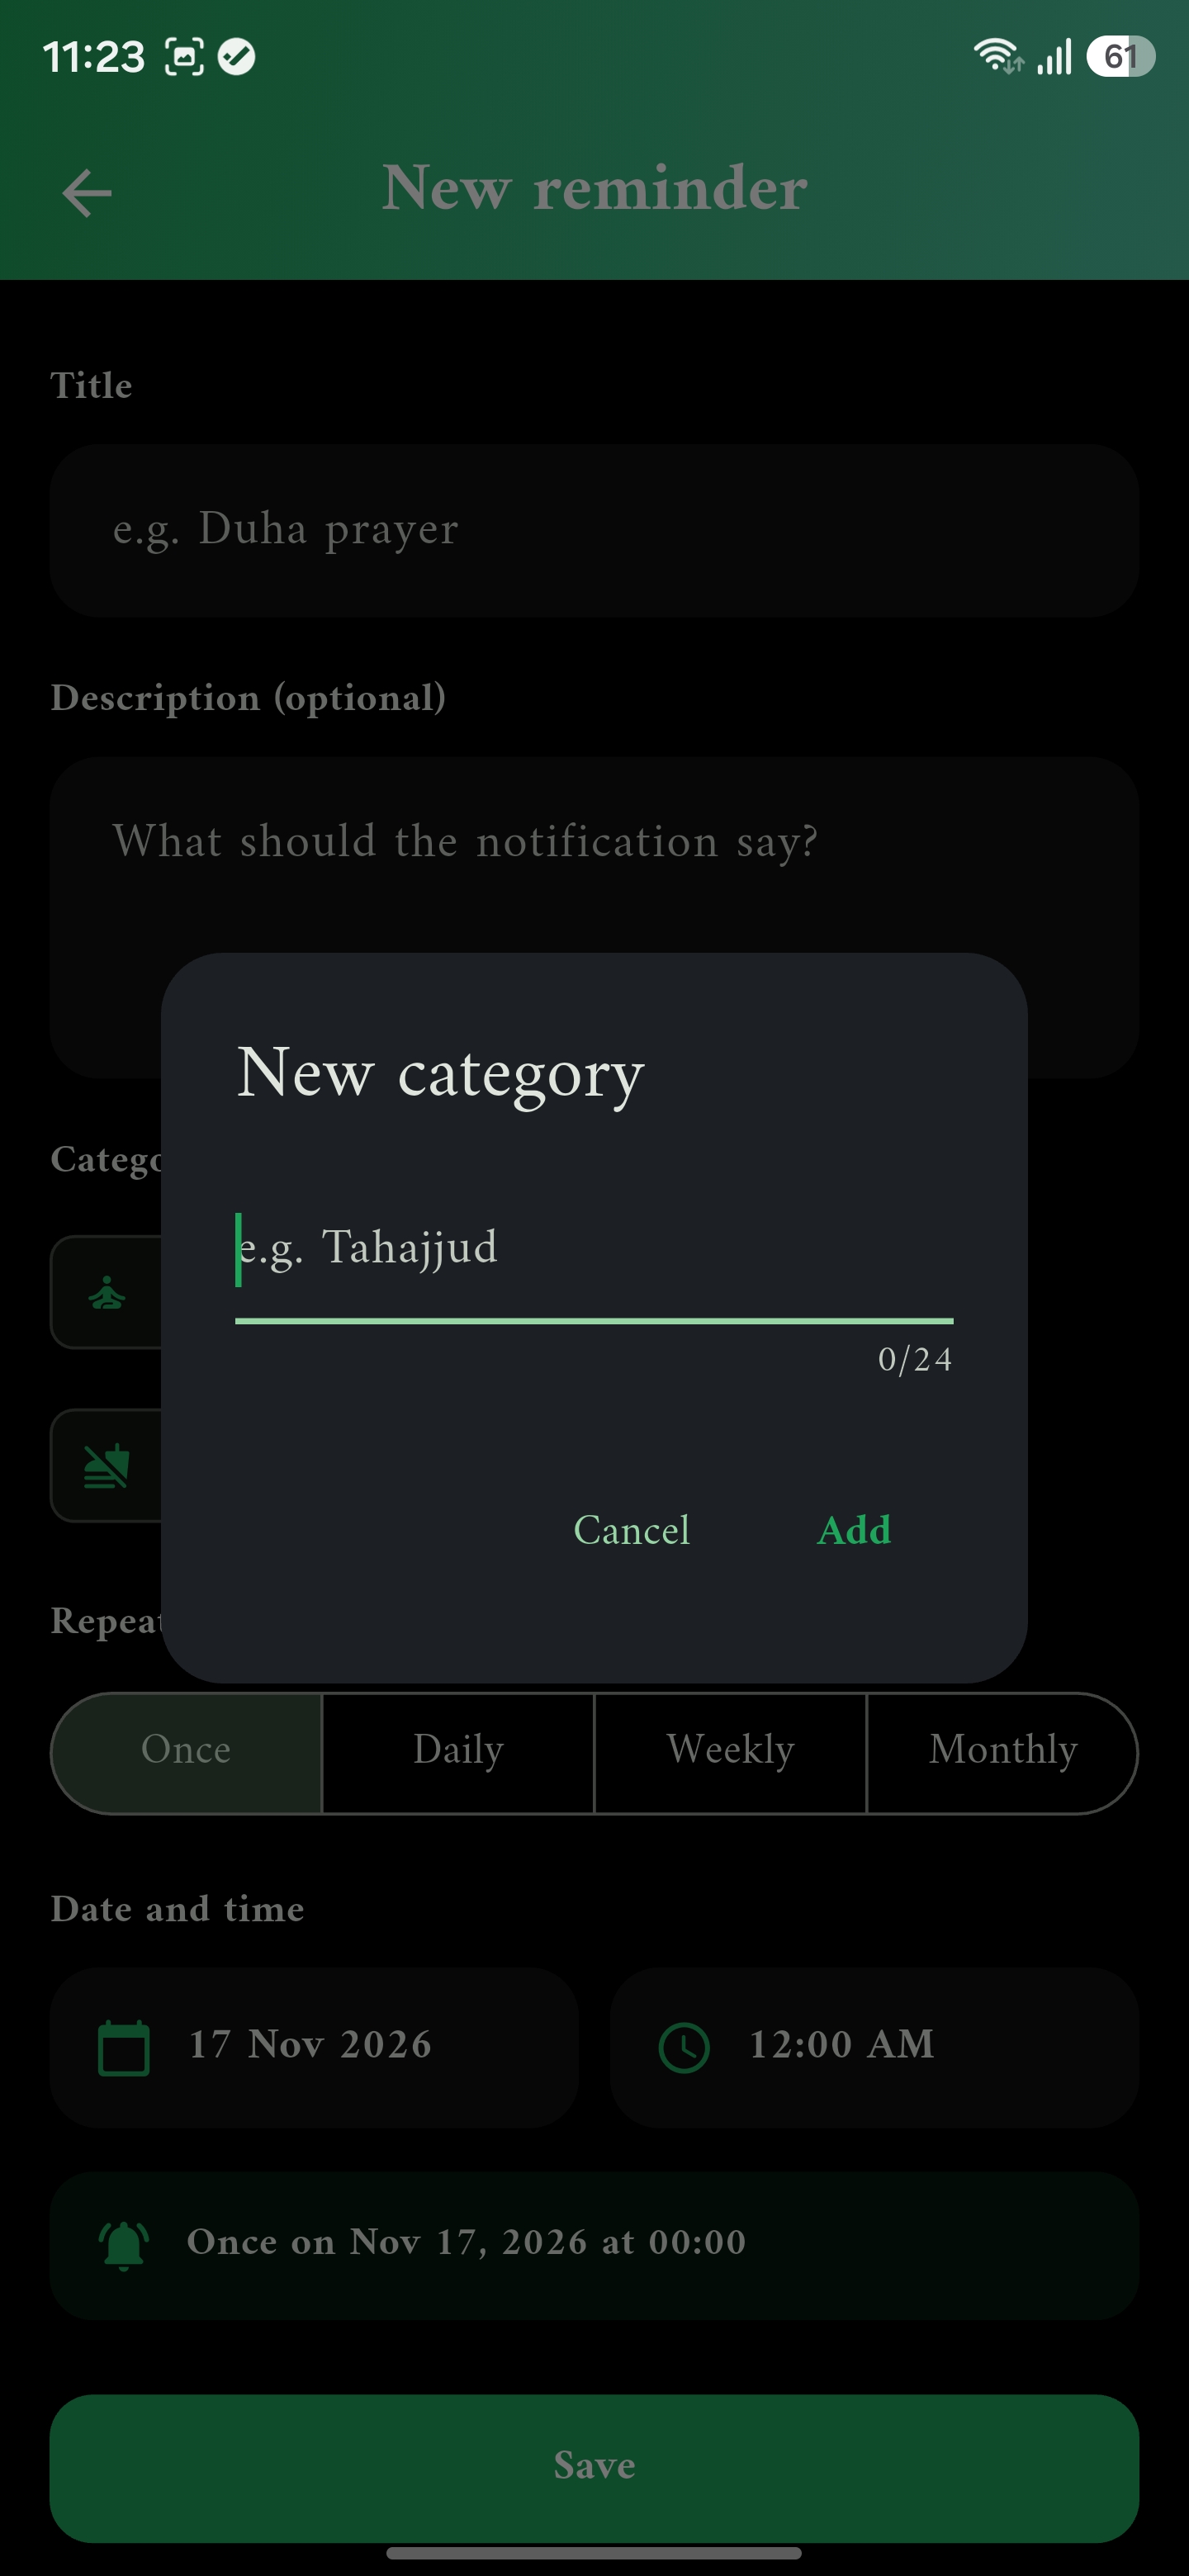 11:23
61
New reminder
Title
e.g. Duha prayer
Description (optional)
What should the notification say?
New category
Catego
e.g. Tahajjud
0/24
Cancel Add
Repeat
Once Daily Weekly Monthly
Date and time
17 Nov 2026 12:00 AM
Once on Nov 17, 2026 at 00:00
Save